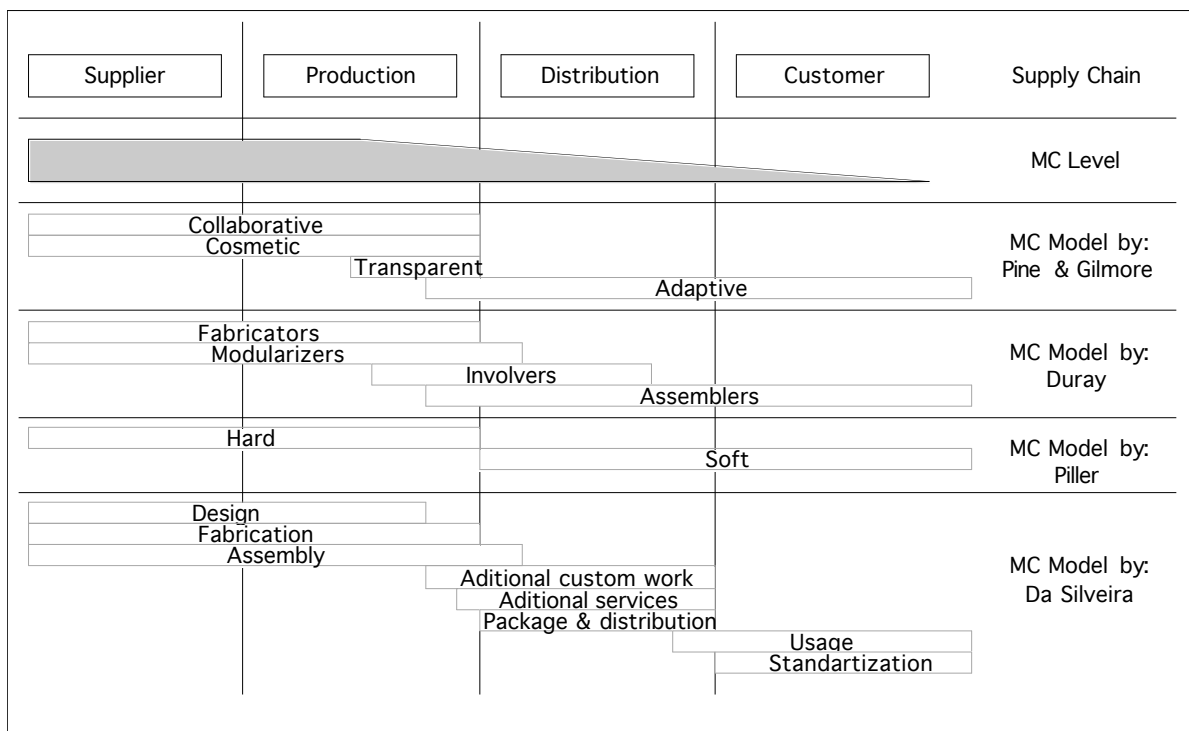 Supplier
Production
Distribution
Customer
Supply Chain
MC Level
Collaborative
Cosmetic
Transparent
Adaptive
MC Model by:
Pine & Gilmore
Fabricators
Modularizers
Involvers
Assemblers
MC Model by:
Duray
Hard
Soft
MC Model by:
Piller
Design
Fabrication
Assembly
Aditional custom work
Aditional services
Package & distribution
Usage
Standartization
MC Model by:
Da Silveira